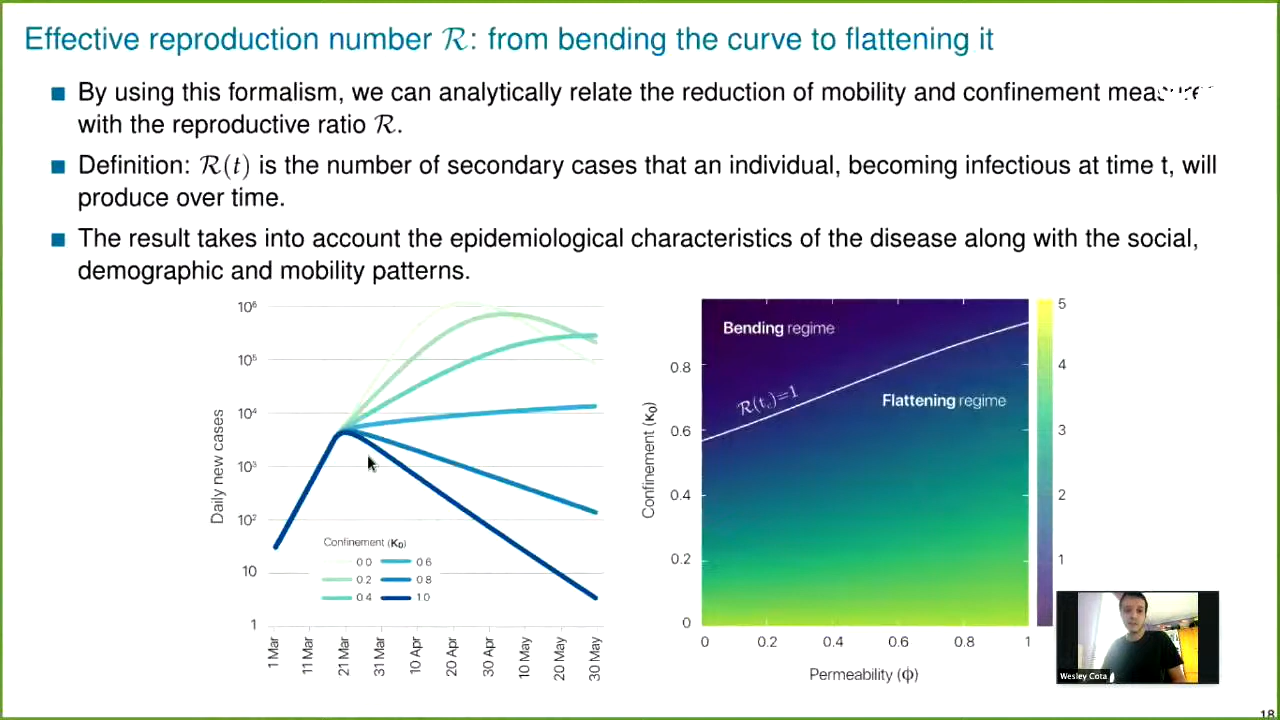 Effective reproduction number R: from bending the curve to flattening it
By using this formalism, we can analytically relate the reduction of mobility and confinement measures
with the reproductive ratio R.
Definition: R(t) is the number of secondary cases that an individual, becoming infectious at time t, will
produce over time.
The result takes into account the epidemiological characteristics of the disease along with the social,
demographic and mobility patterns.
Daily new cases
10⁶
10⁵
10⁴
10³
10²
10
1
Confinement (κ₀)
0.0 0.6
0.2 0.8
0.4 1.0
1 Mar 11 Mar 21 Mar 31 Mar 10 Apr 20 Apr 30 Apr 10 May 20 May 30 May
Confinement (κ₀)
0.8
0.6
0.4
0.2
0
Bending regime
R(t_c)=1
Flattening regime
0 0.2 0.4 0.6 0.8 1
Permeability (ϕ)
5
4
3
2
1
Wesley Cota
18